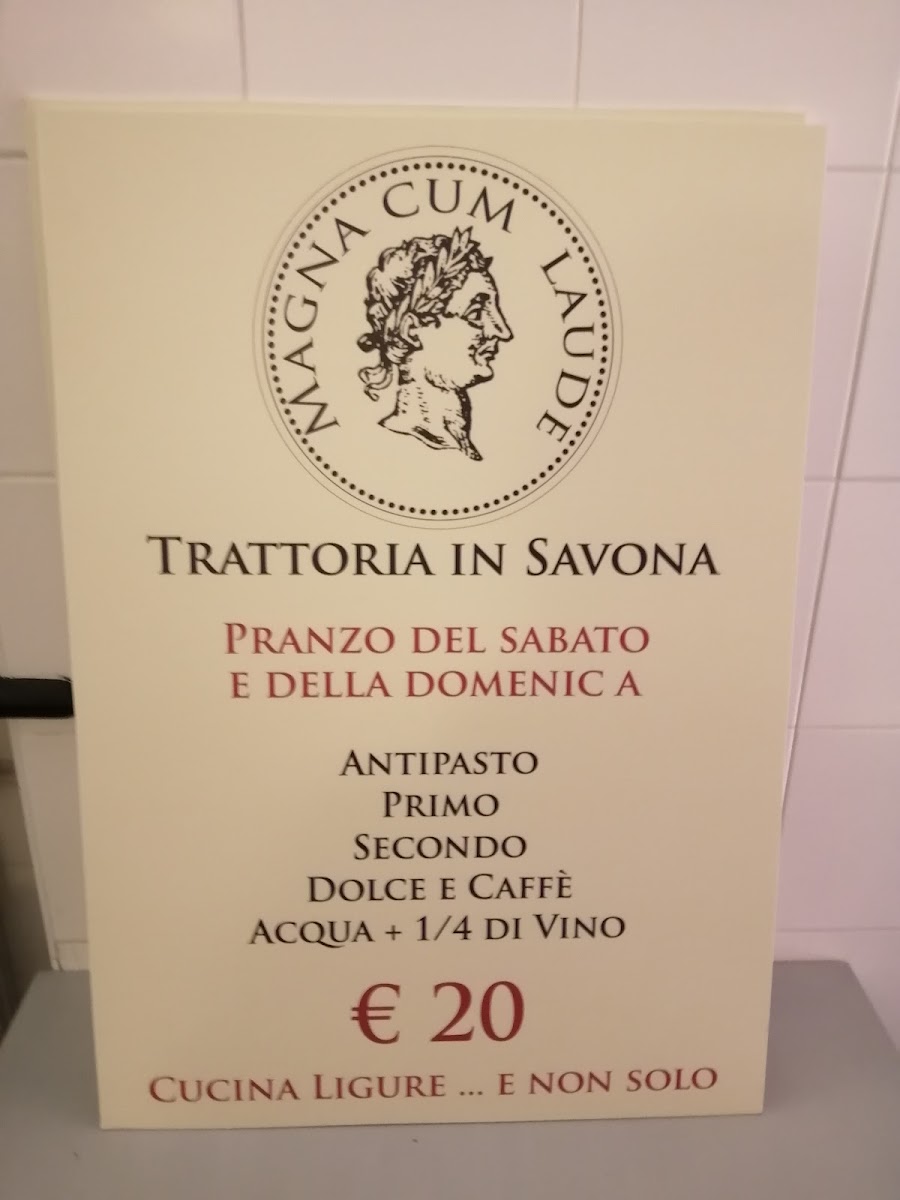 MAGNA CUM LAUDE
TRATTORIA IN SAVONA
PRANZO DEL SABATO
E DELLA DOMENIC A
ANTIPASTO
PRIMO
SECONDO
DOLCE E CAFFÈ
ACQUA + 1/4 DI VINO
€ 20
CUCINA LIGURE ... E NON SOLO